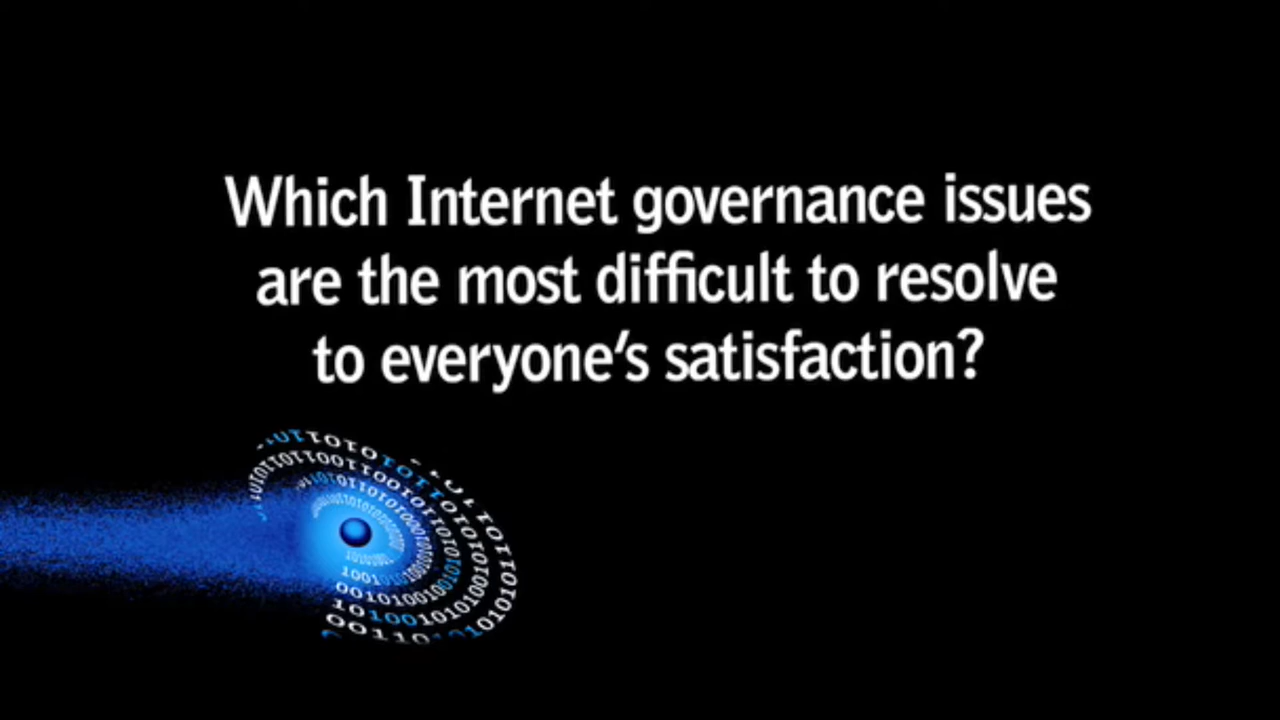 Which Internet governance issues
are the most difficult to resolve
to everyone's satisfaction?